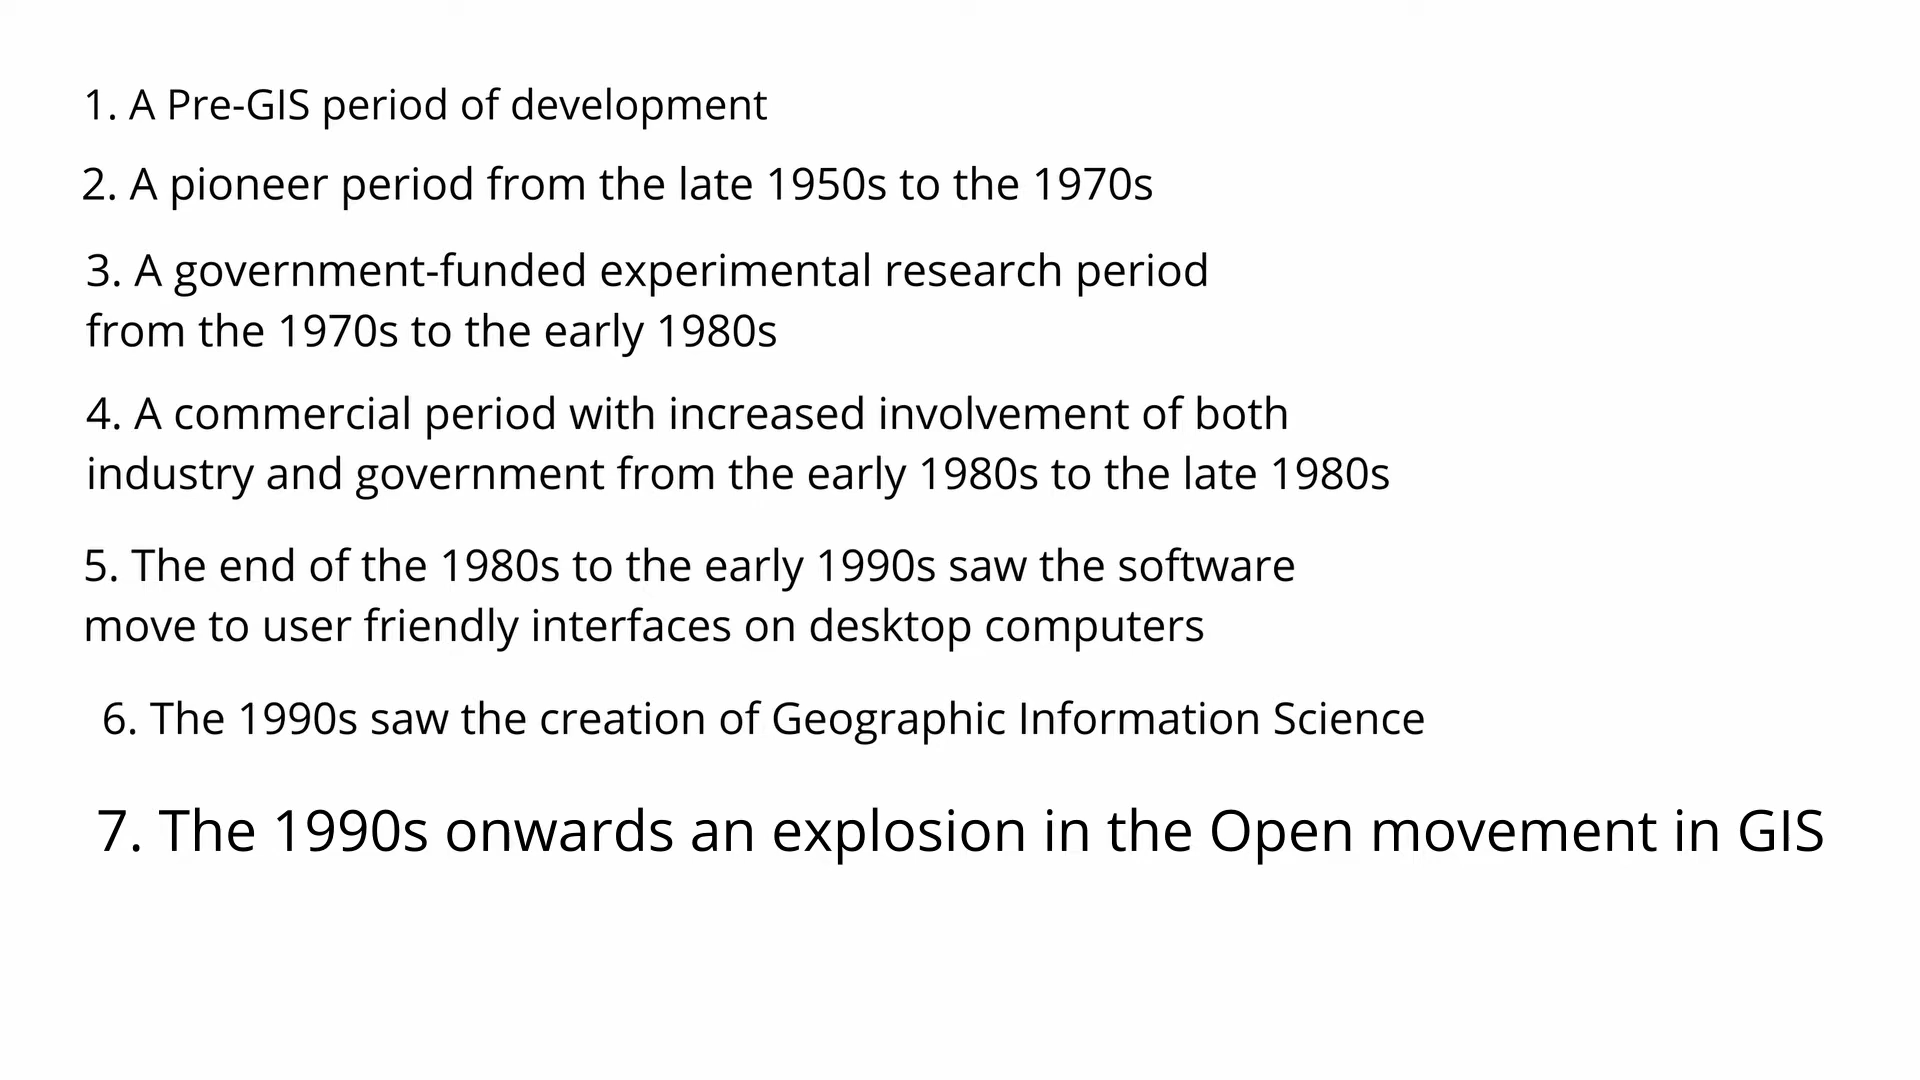 1. A Pre-GIS period of development
2. A pioneer period from the late 1950s to the 1970s
3. A government-funded experimental research period
from the 1970s to the early 1980s
4. A commercial period with increased involvement of both
industry and government from the early 1980s to the late 1980s
5. The end of the 1980s to the early 1990s saw the software
move to user friendly interfaces on desktop computers
6. The 1990s saw the creation of Geographic Information Science
7. The 1990s onwards an explosion in the Open movement in GIS